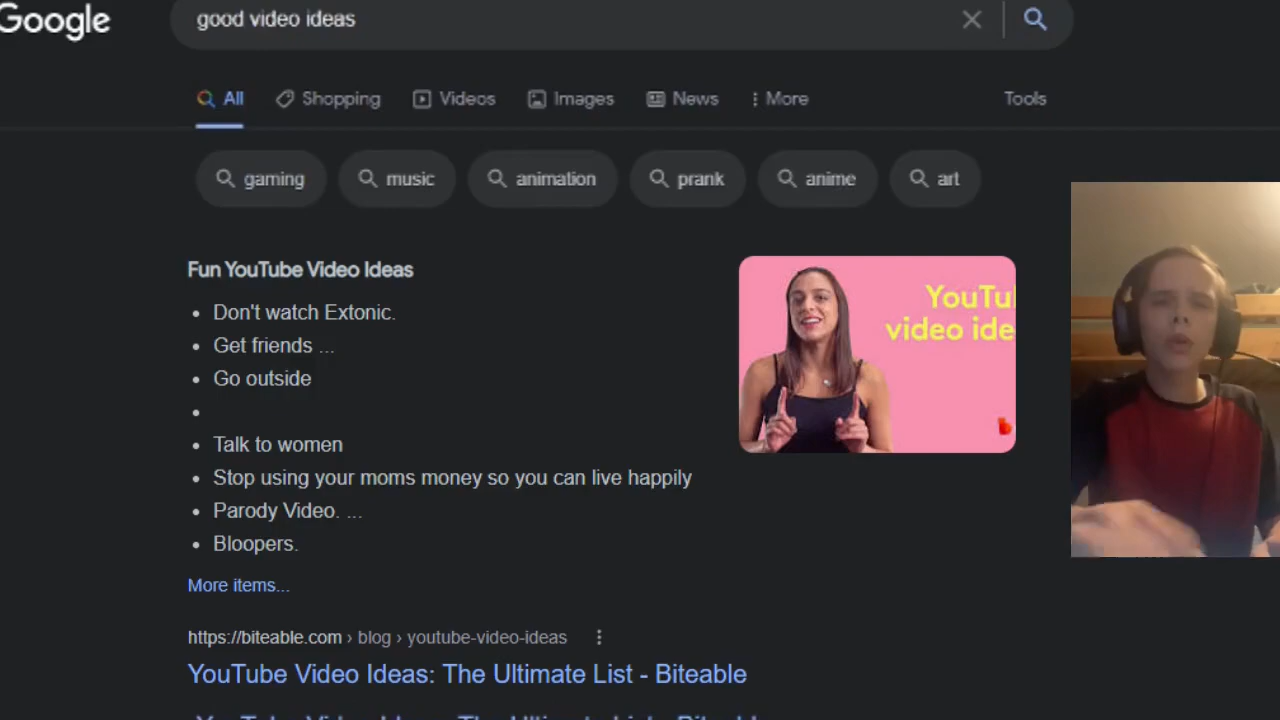 Google
good video ideas
All Shopping Videos Images News More Tools
gaming music animation prank anime art
Fun YouTube Video Ideas
Don't watch Extonic.
Get friends ...
Go outside
Talk to women
Stop using your moms money so you can live happily
Parody Video. ...
Bloopers.
More items...
YouTu
video ide
https://biteable.com › blog › youtube-video-ideas
YouTube Video Ideas: The Ultimate List - Biteable